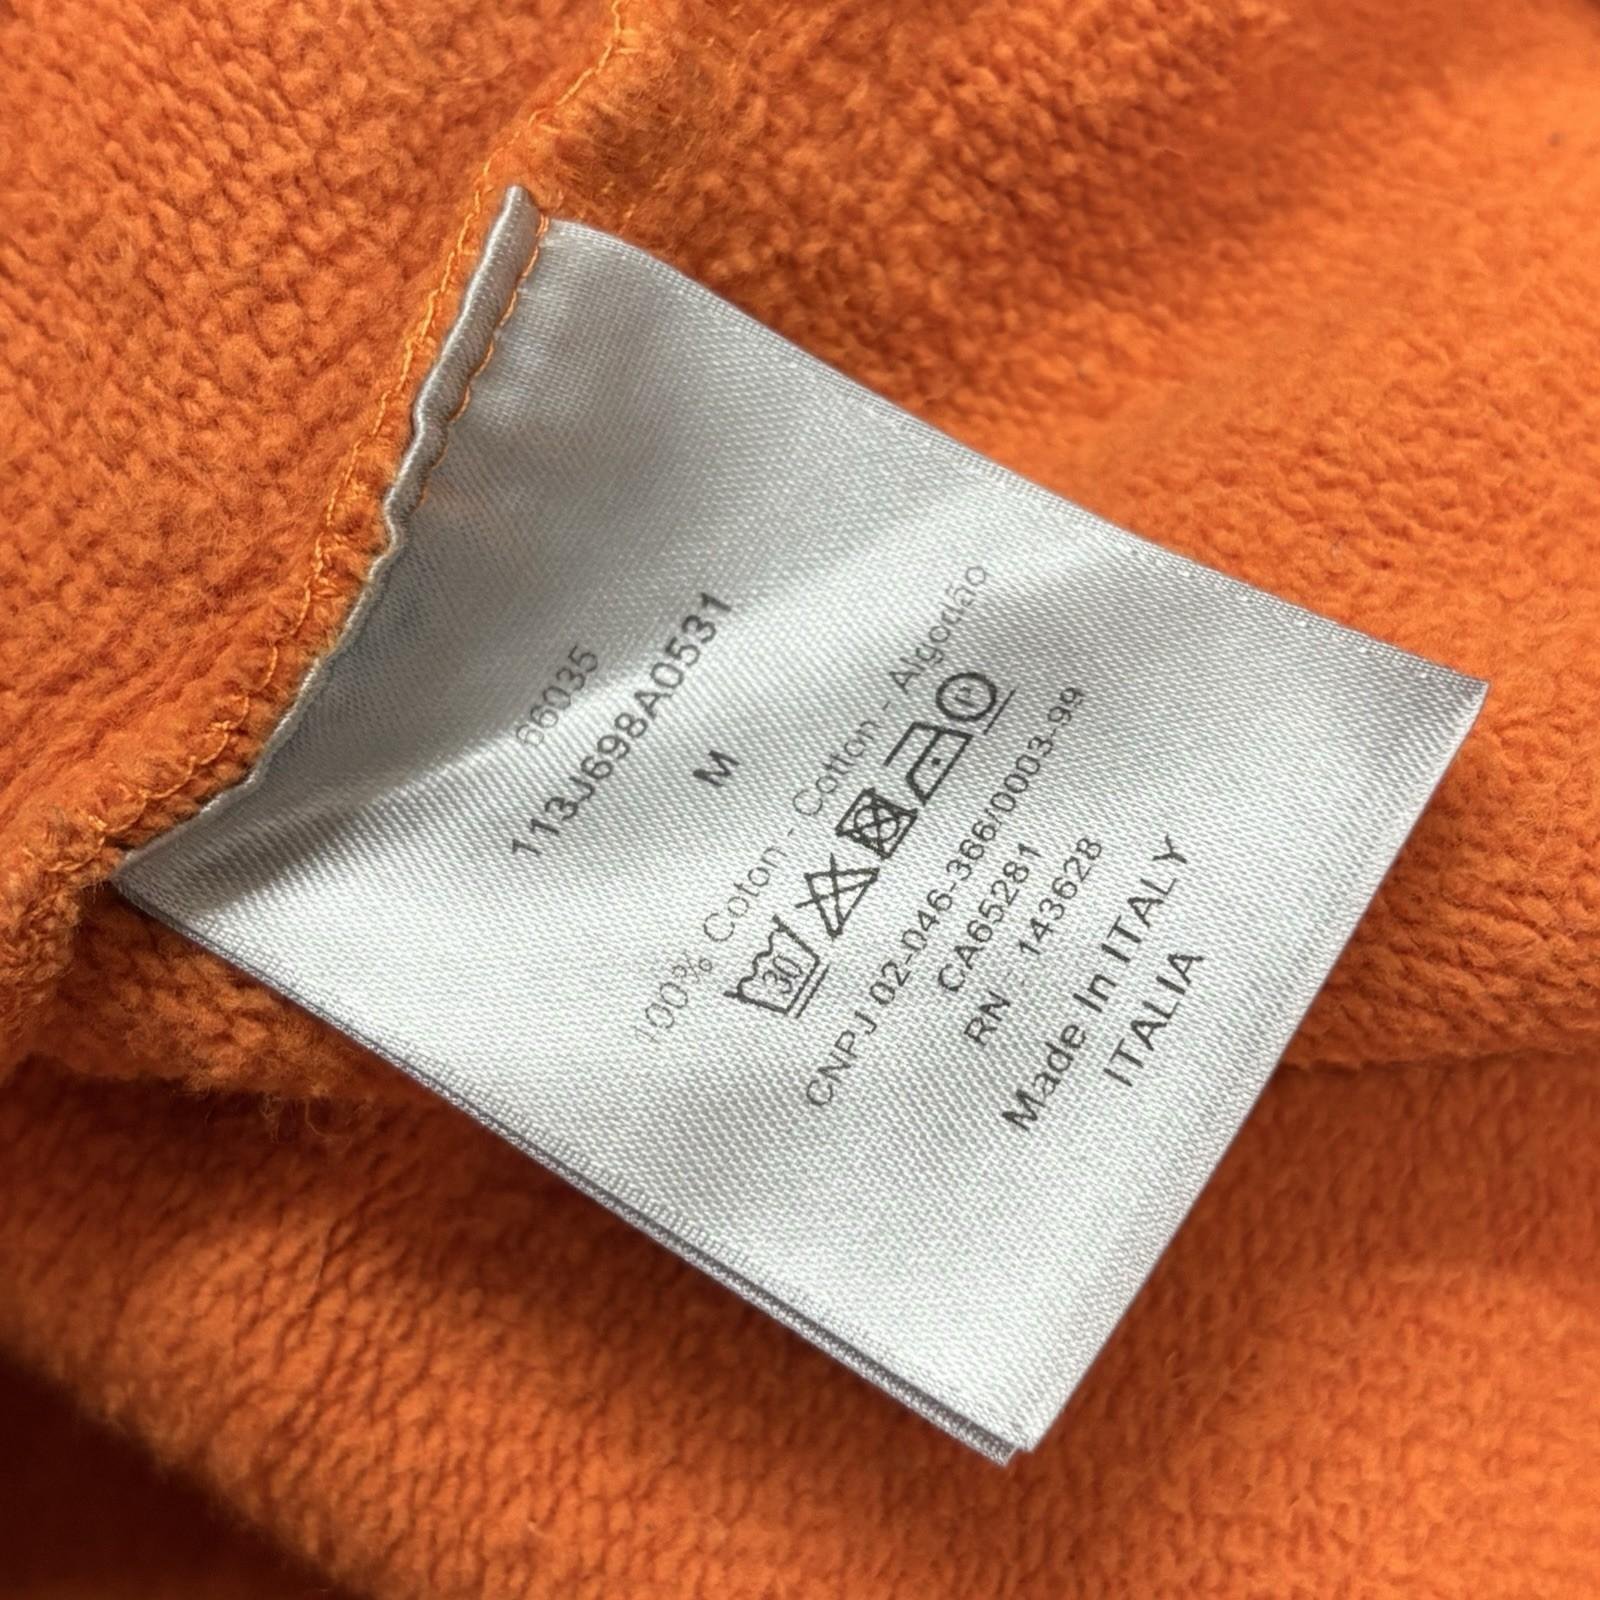 66035
113J698A0531
M
100% Coton - Cotton - Algodão
30 P
CNPJ 02-046-366/0003-99
CA65281
RN - 143628
Made In ITALY
ITALIA